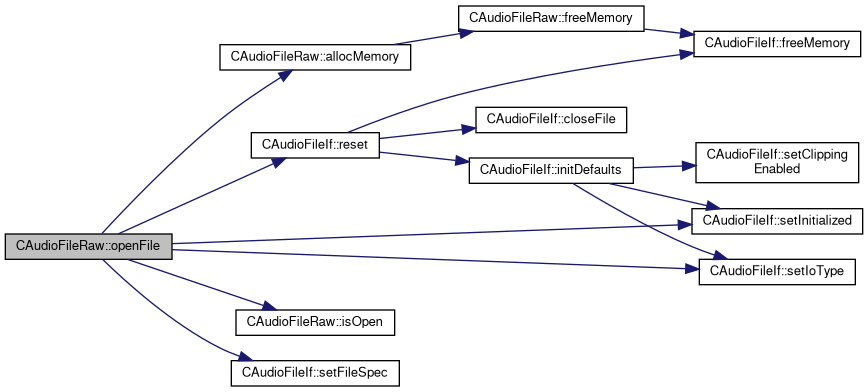 CAudioFileRaw::freeMemory
CAudioFileIf::freeMemory
CAudioFileRaw::allocMemory
CAudioFileIf::closeFile
CAudioFileIf::reset
CAudioFileIf::setClipping
Enabled
CAudioFileIf::initDefaults
CAudioFileIf::setInitialized
CAudioFileRaw::openFile
CAudioFileIf::setIoType
CAudioFileRaw::isOpen
CAudioFileIf::setFileSpec